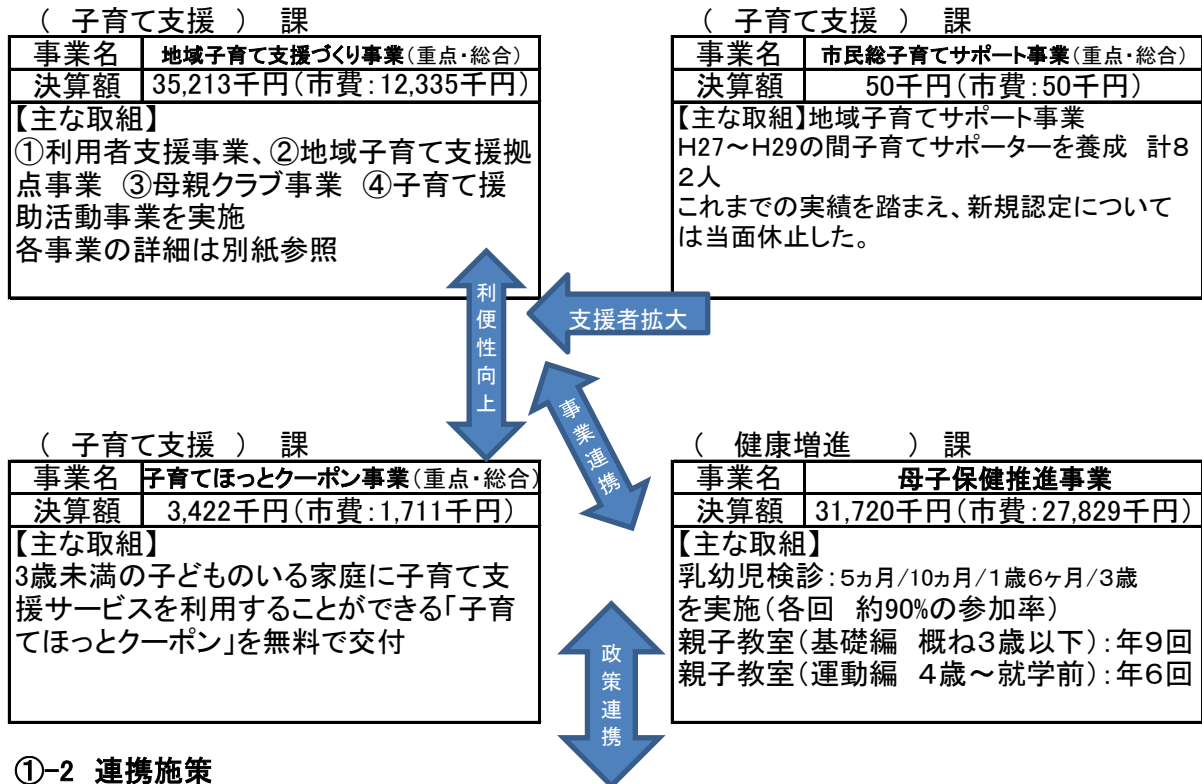 ( 子育て支援 ) 課
事業名 地域子育て支援づくり事業(重点・総合)
決算額 35,213千円(市費:12,335千円)
【主な取組】
①利用者支援事業、②地域子育て支援拠
点事業 ③母親クラブ事業 ④子育て援
助活動事業を実施
各事業の詳細は別紙参照
( 子育て支援 ) 課
事業名 市民総子育てサポート事業(重点・総合)
決算額 50千円(市費:50千円)
【主な取組】地域子育てサポート事業
H27~H29の間子育てサポーターを養成 計8
2人
これまでの実績を踏まえ、新規認定について
は当面休止した。
利便性向上
支援者拡大
事業連携
( 子育て支援 ) 課
事業名 子育てほっとクーポン事業(重点・総合)
決算額 3,422千円(市費:1,711千円)
【主な取組】
3歳未満の子どものいる家庭に子育て支
援サービスを利用することができる「子育
てほっとクーポン」を無料で交付
( 健康増進 ) 課
事業名 母子保健推進事業
決算額 31,720千円(市費:27,829千円)
【主な取組】
乳幼児検診:5ヵ月/10ヵ月/1歳6ヶ月/3歳
を実施(各回 約90%の参加率)
親子教室(基礎編 概ね3歳以下):年9回
親子教室(運動編 4歳~就学前):年6回
政策連携
①-2 連携施策